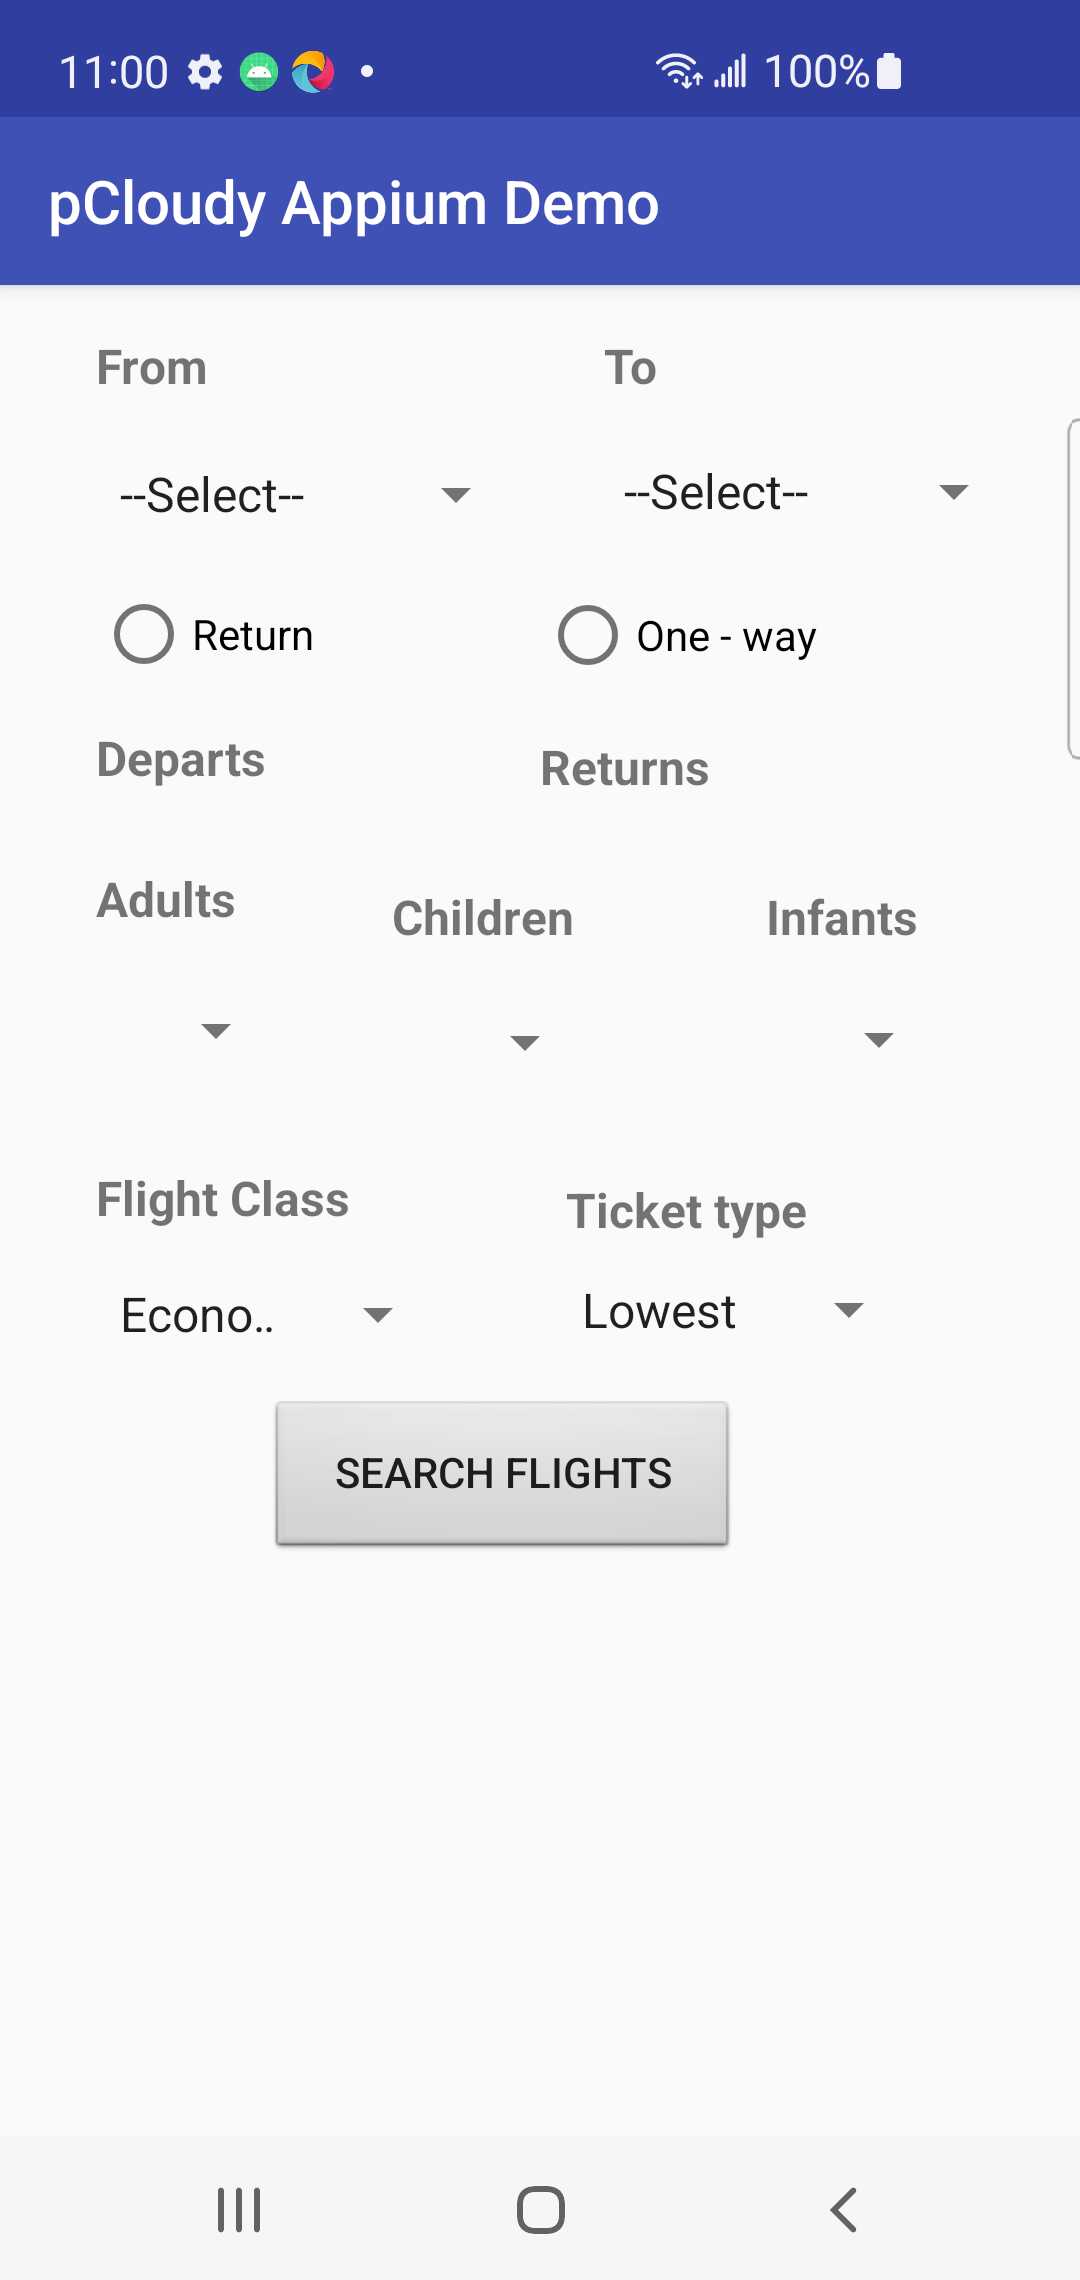 11:00 100%
pCloudy Appium Demo
From To
--Select-- --Select--
Return One - way
Departs Returns
Adults Children Infants
Flight Class Ticket type
Econo.. Lowest
SEARCH FLIGHTS